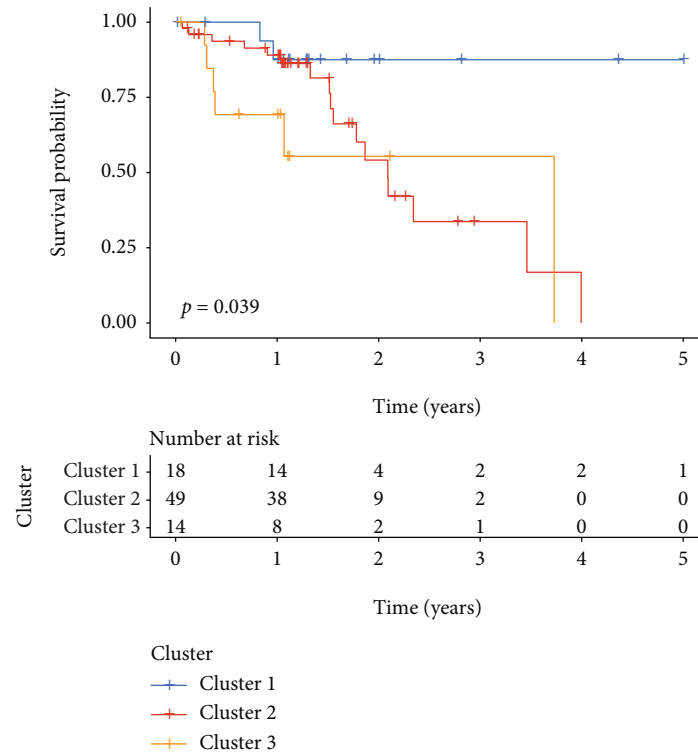 1.00
0.75
0.50
0.25
0.00
Survival probability
p = 0.039
0 1 2 3 4 5
Time (years)
Number at risk
Cluster
Cluster 1 18 14 4 2 2 1
Cluster 2 49 38 9 2 0 0
Cluster 3 14 8 2 1 0 0
0 1 2 3 4 5
Time (years)
Cluster
Cluster 1
Cluster 2
Cluster 3